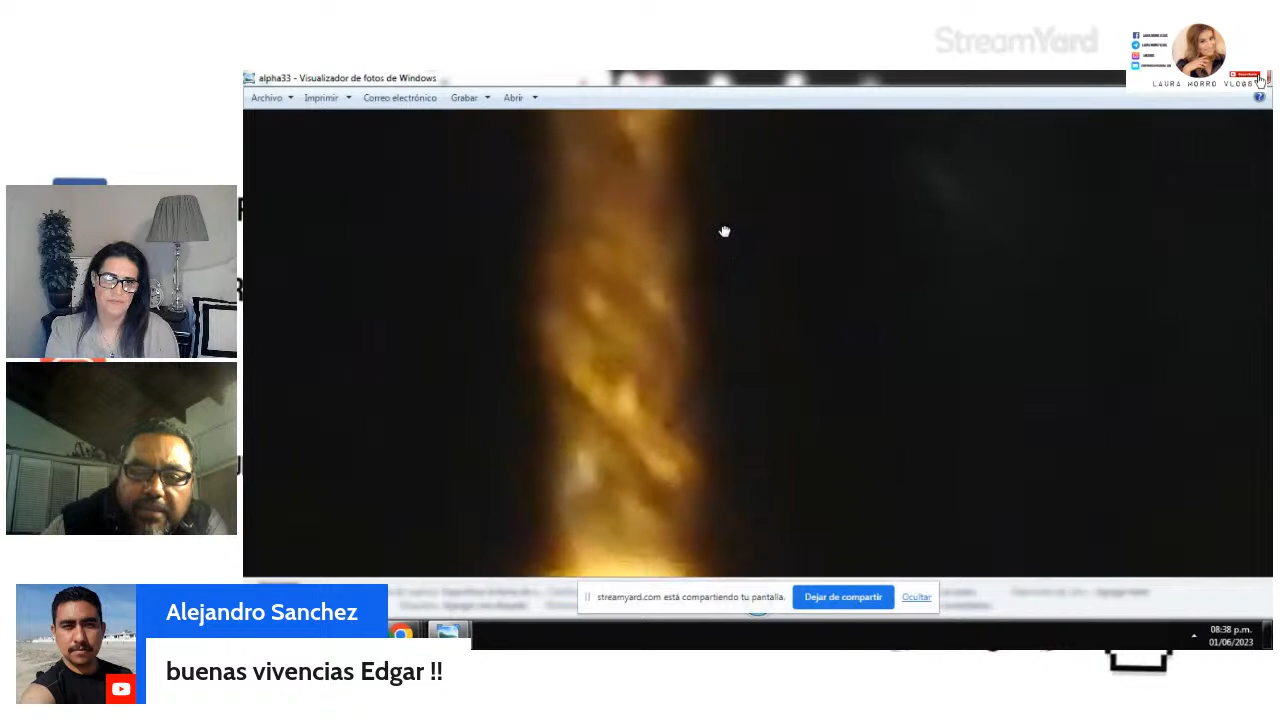 StreamYard
LAURA MORRO VLOGS
alpha33 - Visualizador de fotos de Windows
Archivo Imprimir Correo electrónico Grabar Abrir
streamyard.com está compartiendo tu pantalla. Dejar de compartir Ocultar
Alejandro Sanchez
08:38 p.m.
01/06/2023
buenas vivencias Edgar !!